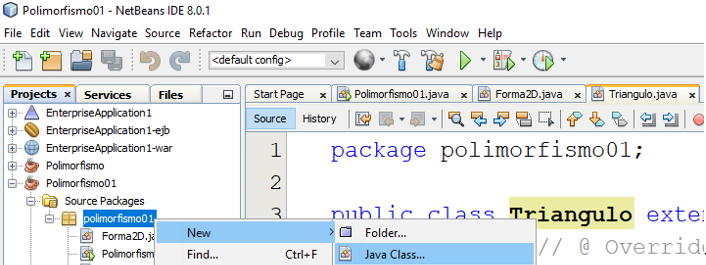 Polimorfismo01 - NetBeans IDE 8.0.1
File Edit View Navigate Source Refactor Run Debug Profile Team Tools Window Help
<default config>
Projects × Services Files
Start Page × Polimorfismo01.java × Forma2D.java × Triangulo.java ×
EnterpriseApplication1
EnterpriseApplication1-ejb
EnterpriseApplication1-war
Polimorfismo
Polimorfismo01
Source Packages
polimorfismo01
Forma2D.ja
Polimorfism
Source History
1 package polimorfismo01;
2
public class Triangulo exter
// @ Overrid
New
Find... Ctrl+F
Folder...
Java Class...